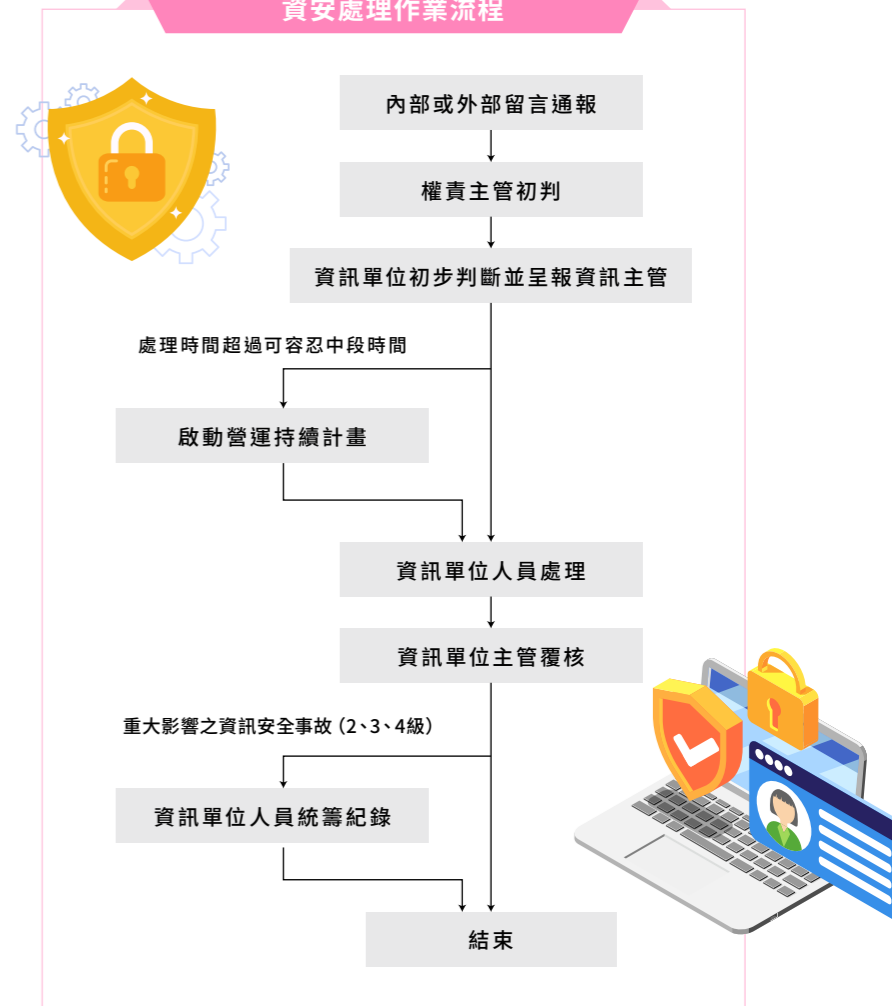 資安處理作業流程
內部或外部留言通報
權責主管初判
資訊單位初步判斷並呈報資訊主管
處理時間超過可容忍中段時間
啟動營運持續計畫
資訊單位人員處理
資訊單位主管覆核
重大影響之資訊安全事故（2、3、4級）
資訊單位人員統籌紀錄
結束